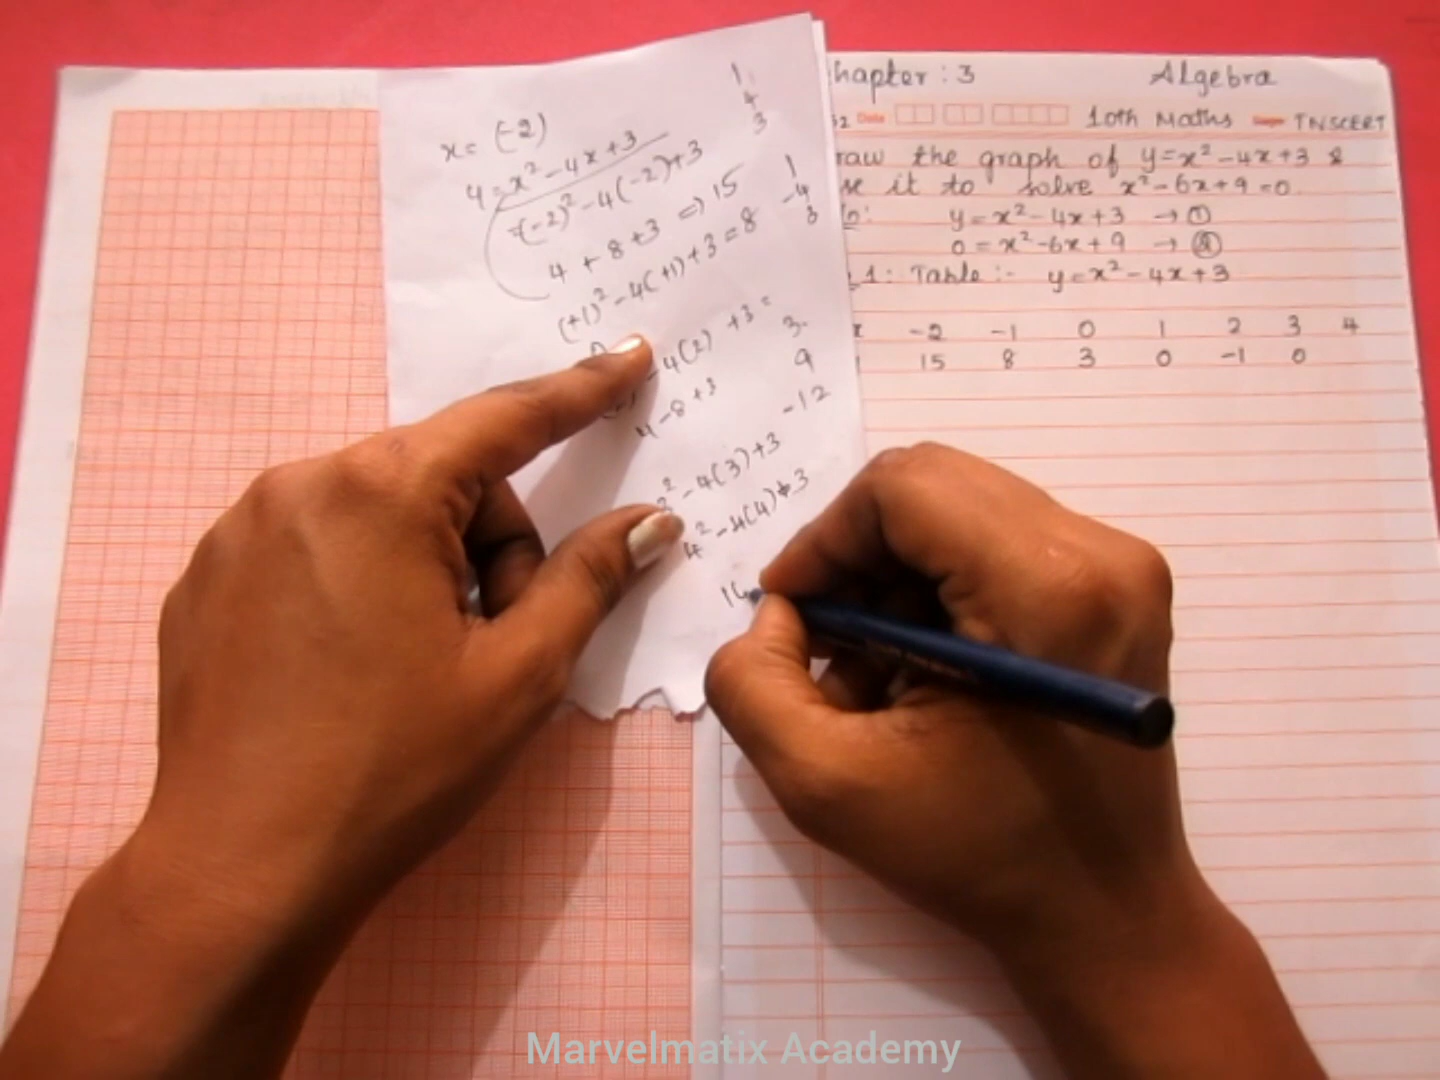 x = (-2)
y = x² - 4x + 3
(-2)² - 4(-2) + 3
4 + 8 + 3 => 15
(+1)² - 4(+1) + 3 = 8
- 4(2) + 3 =
4 - 8 + 3
² - 4(3) + 3
4² - 4(4) + 3
1
4
3
1
-4
3
3
9
-12
hapter : 3 Algebra
Date 10th Maths TNSCERT
raw the graph of y = x² - 4x + 3 &
se it to solve x² - 6x + 9 = 0
y = x² - 4x + 3 → ①
0 = x² - 6x + 9 → ②
1 : Table :- y = x² - 4x + 3
x -2 -1 0 1 2 3 4
15 8 3 0 -1 0
Marvelmatix Academy